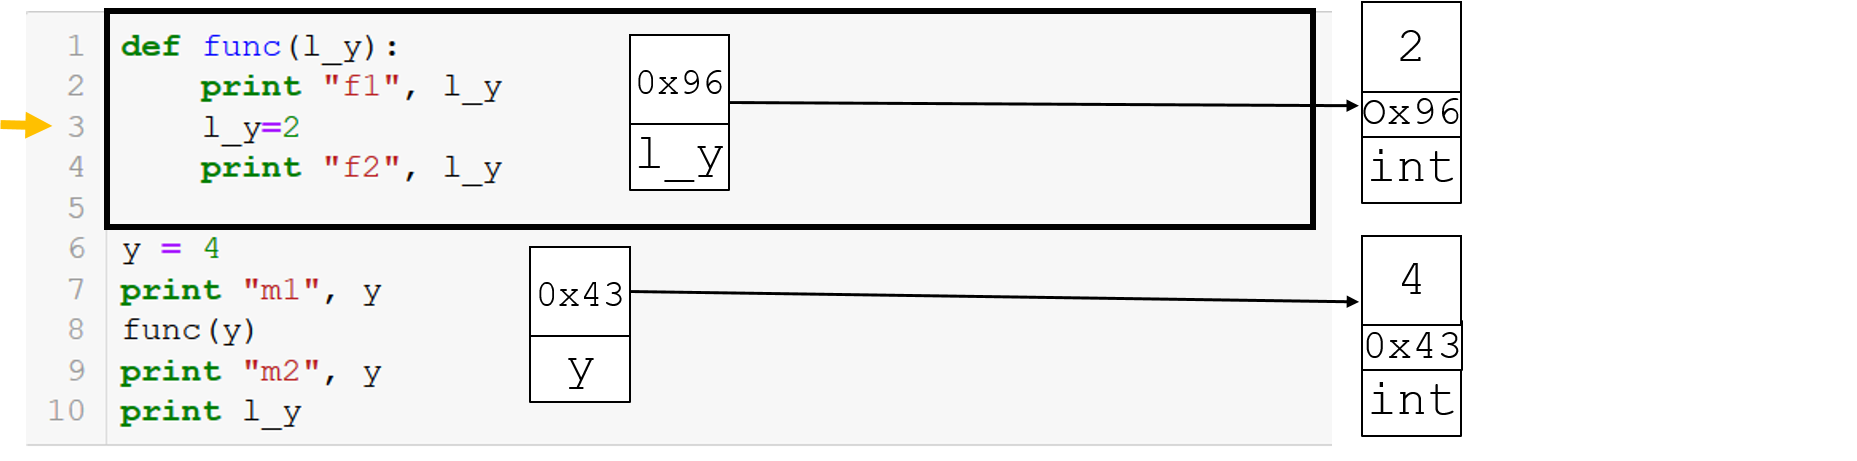 1 def func(l_y):
2 print "f1", l_y
3 l_y=2
4 print "f2", l_y
5
6 y = 4
7 print "m1", y
8 func(y)
9 print "m2", y
10 print l_y
0x96
l_y
0x43
y
2
0x96
int
4
0x43
int